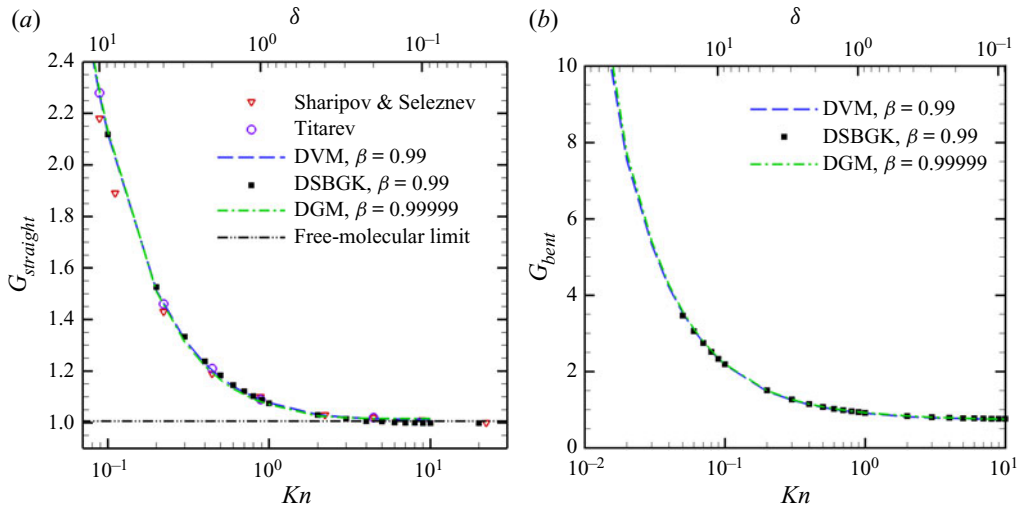 (a)
δ
10¹ 10⁰ 10⁻¹
2.4
2.2
2.0
1.8
1.6
1.4
1.2
1.0
G_straight
Sharipov & Seleznev
Titarev
DVM, β = 0.99
DSBGK, β = 0.99
DGM, β = 0.99999
Free-molecular limit
10⁻¹ 10⁰ 10¹
Kn
(b)
δ
10¹ 10⁰ 10⁻¹
10
8
6
4
2
0
G_bent
DVM, β = 0.99
DSBGK, β = 0.99
DGM, β = 0.99999
10⁻² 10⁻¹ 10⁰ 10¹
Kn